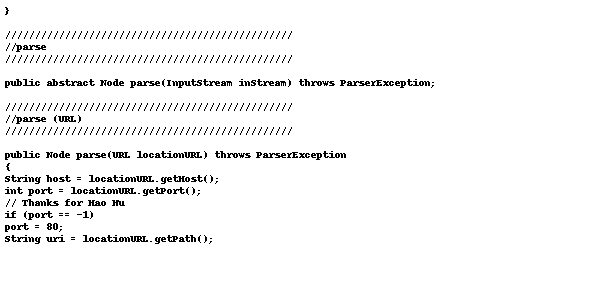 }
////////////////////////////////////////////////
//parse
////////////////////////////////////////////////
public abstract Node parse(InputStream inStream) throws ParserException;
////////////////////////////////////////////////
//parse (URL)
////////////////////////////////////////////////
public Node parse(URL locationURL) throws ParserException
{
String host = locationURL.getHost();
int port = locationURL.getPort();
// Thanks for Hao Hu
if (port == -1)
port = 80;
String uri = locationURL.getPath();